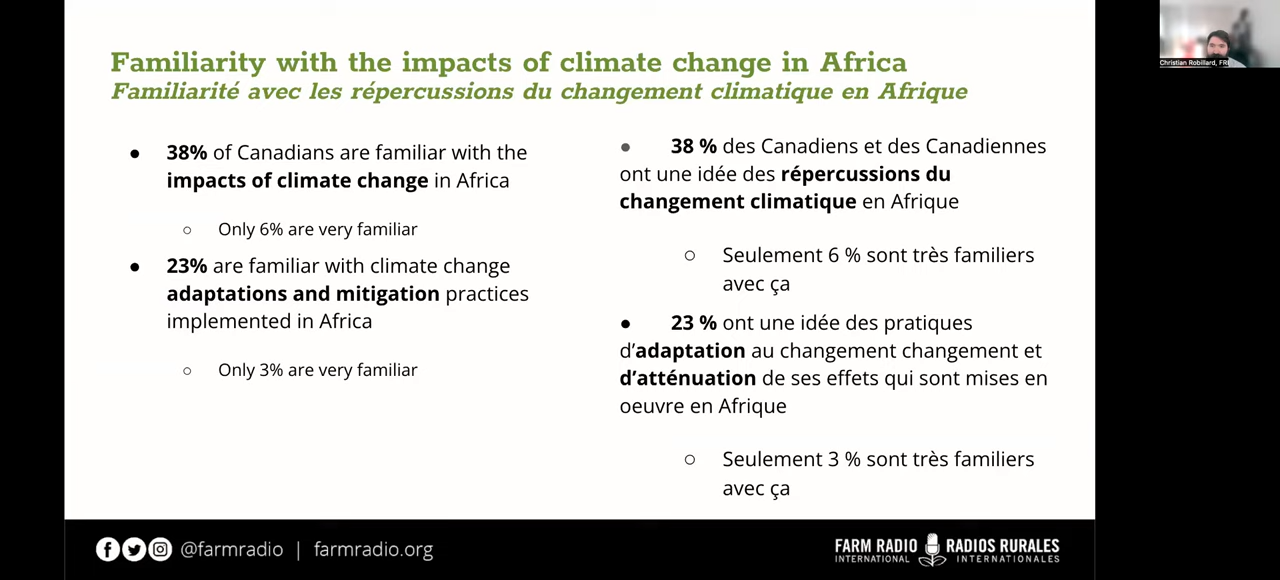 Familiarity with the impacts of climate change in Africa
Familiarité avec les répercussions du changement climatique en Afrique
● 38% of Canadians are familiar with the
impacts of climate change in Africa
○ Only 6% are very familiar
● 23% are familiar with climate change
adaptations and mitigation practices
implemented in Africa
○ Only 3% are very familiar
● 38 % des Canadiens et des Canadiennes
ont une idée des répercussions du
changement climatique en Afrique
○ Seulement 6 % sont très familiers
avec ça
● 23 % ont une idée des pratiques
d’adaptation au changement changement et
d’atténuation de ses effets qui sont mises en
oeuvre en Afrique
○ Seulement 3 % sont très familiers
avec ça
@farmradio | farmradio.org
FARM RADIO RADIOS RURALES
INTERNATIONAL INTERNATIONALES
Christian Robillard, FRI